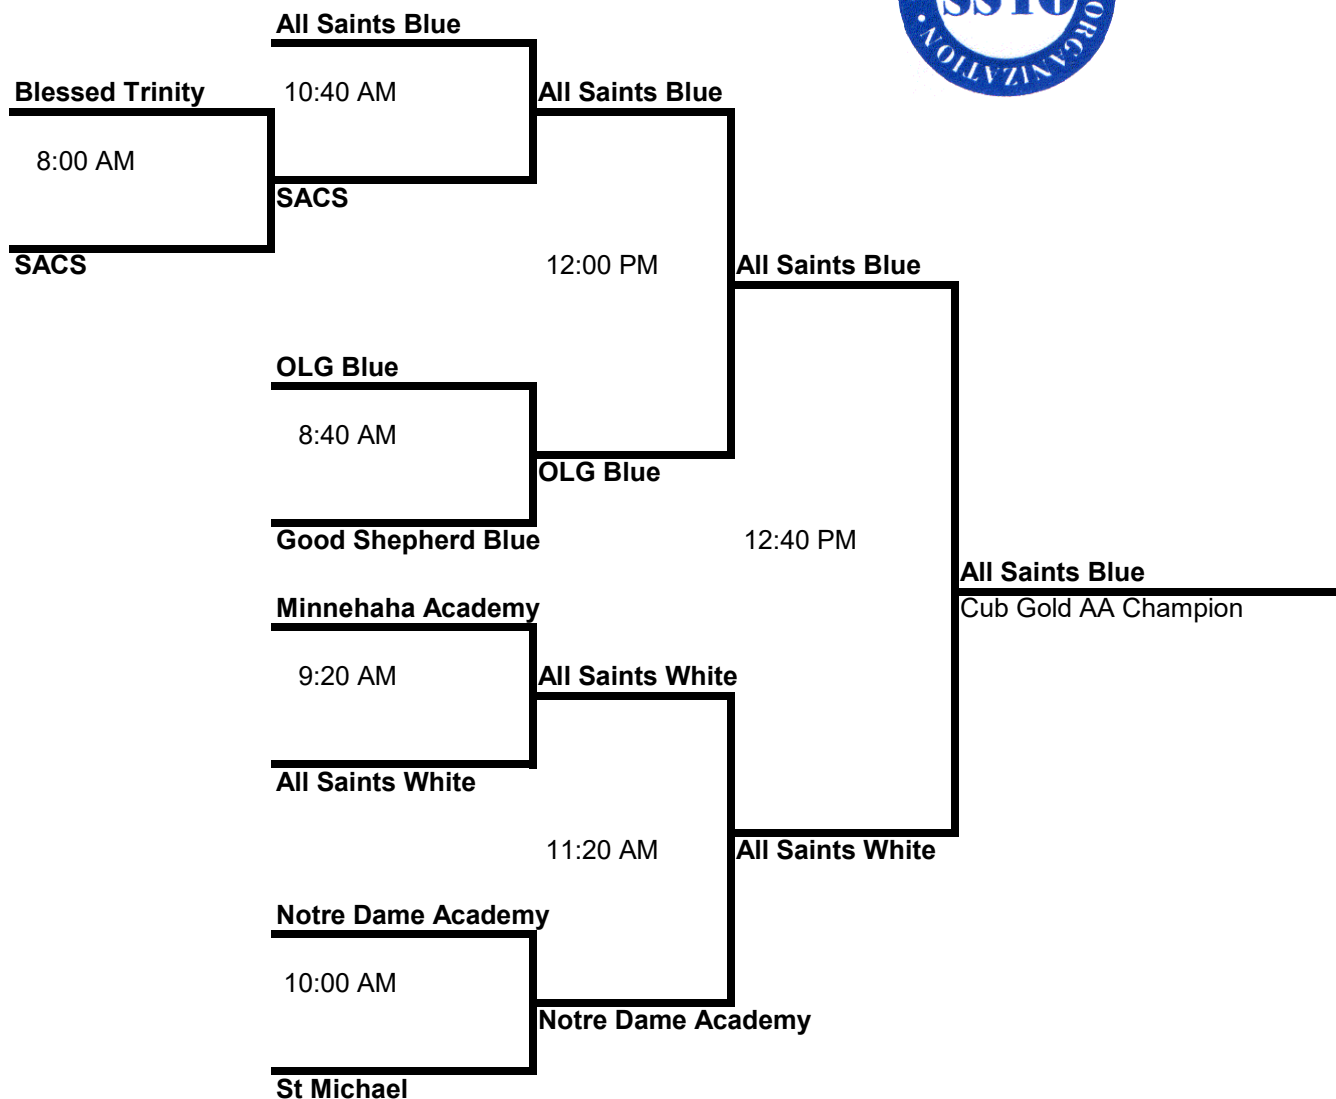 All Saints Blue
SSYO
ORGANIZATION
Blessed Trinity
10:40 AM
All Saints Blue
8:00 AM
SACS
SACS
12:00 PM
All Saints Blue
OLG Blue
8:40 AM
OLG Blue
Good Shepherd Blue
12:40 PM
All Saints Blue
Minnehaha Academy
Cub Gold AA Champion
9:20 AM
All Saints White
All Saints White
11:20 AM
All Saints White
Notre Dame Academy
10:00 AM
Notre Dame Academy
St Michael